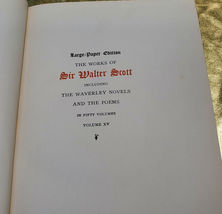 Large-Paper Edition
THE WORKS OF
Sir Walter Scott
INCLUDING
THE WAVERLEY NOVELS
AND THE POEMS
IN FIFTY VOLUMES
VOLUME XV